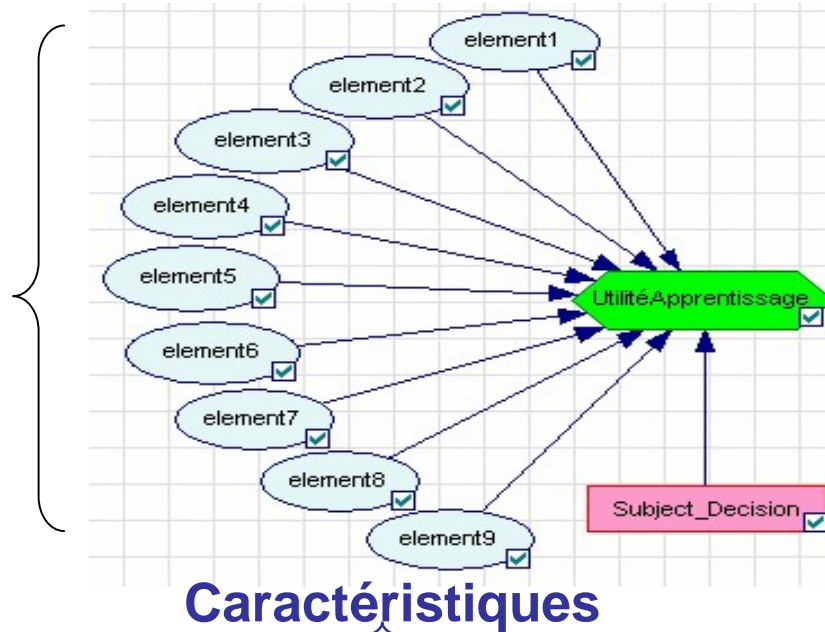 element1
element2
element3
element4
element5
UtilitéApprentissage
element6
element7
element8
Subject_Decision
element9
Caractéristiques